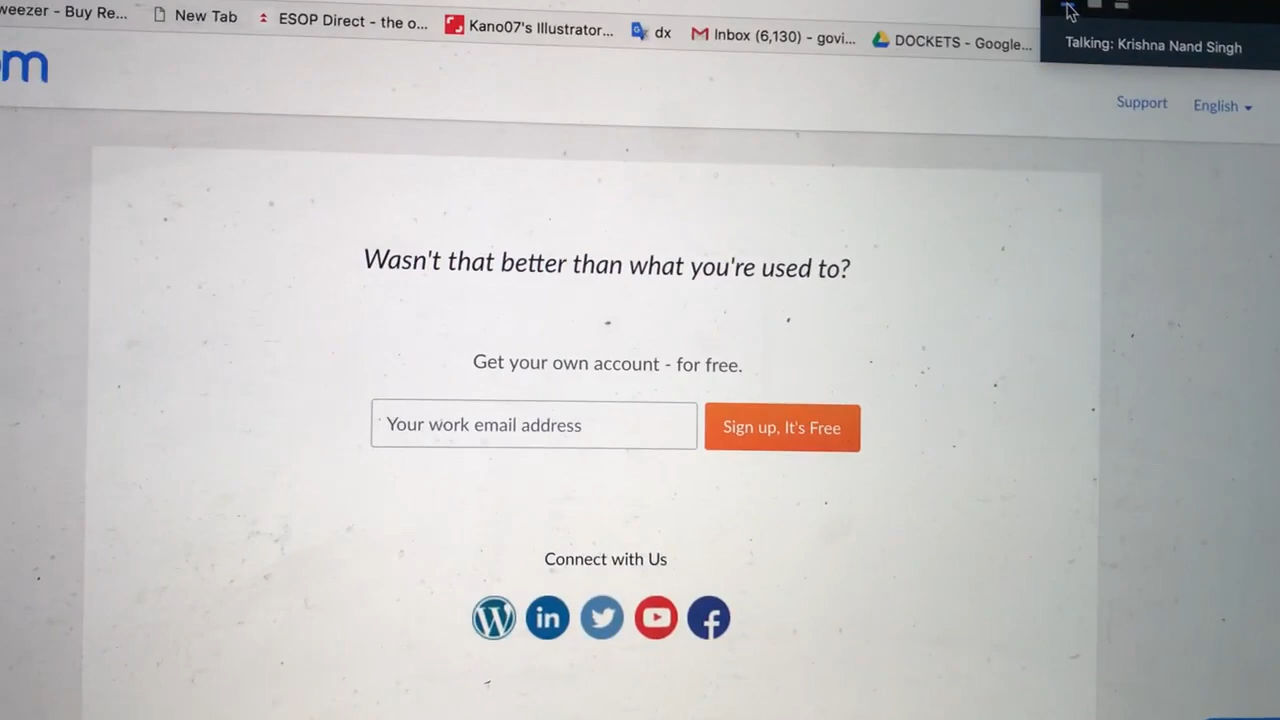 weezer - Buy Re... New Tab ESOP Direct - the o... Kano07's Illustrator... dx Inbox (6,130) - govi... DOCKETS - Google...
Talking: Krishna Nand Singh
om
Support English
Wasn't that better than what you're used to?
Get your own account - for free.
Your work email address Sign up, It's Free
Connect with Us